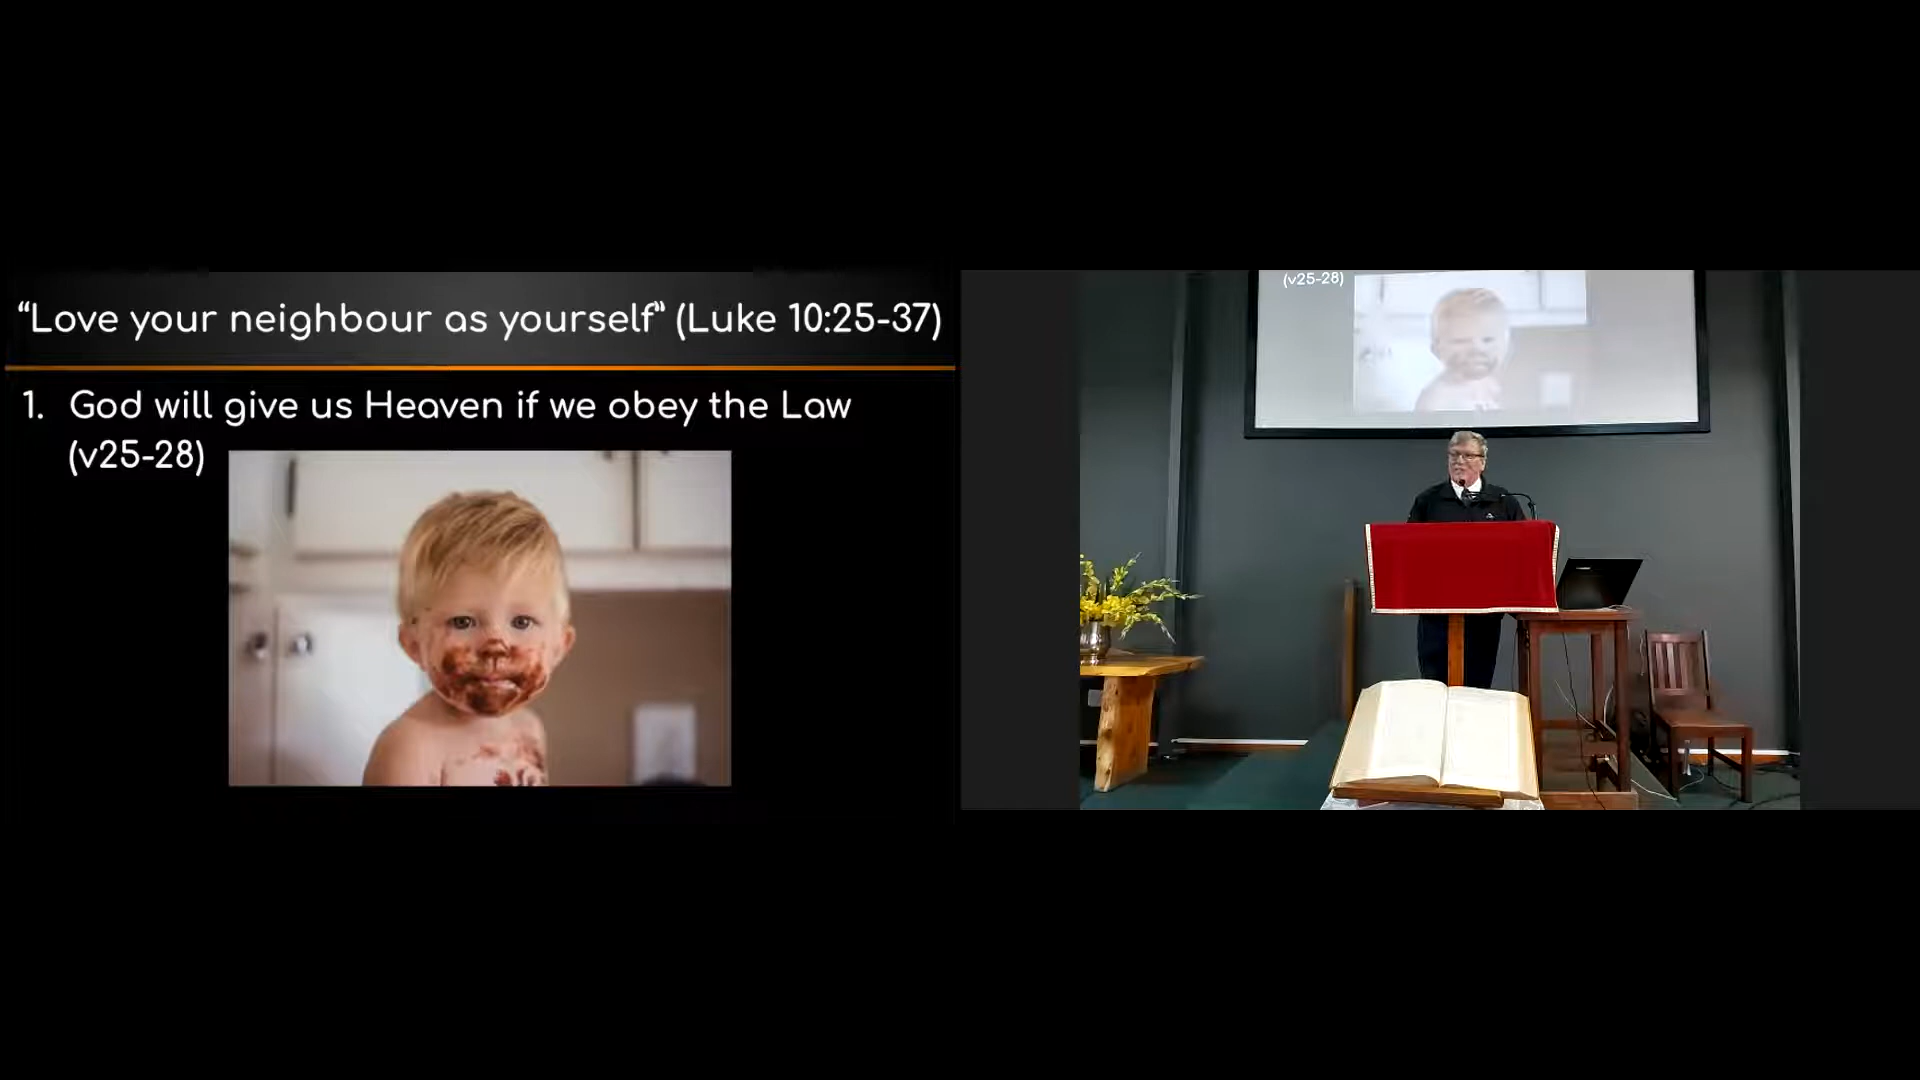 “Love your neighbour as yourself” (Luke 10:25-37)
1. God will give us Heaven if we obey the Law
(v25-28)
(v25-28)